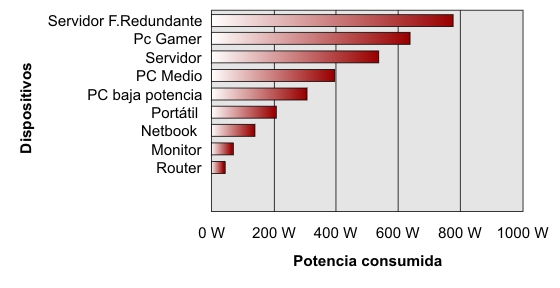 Servidor F.Redundante
Pc Gamer
Servidor
PC Medio
PC baja potencia
Portátil
Netbook
Monitor
Router
Dispositivos
0 W 200 W 400 W 600 W 800 W 1000 W
Potencia consumida